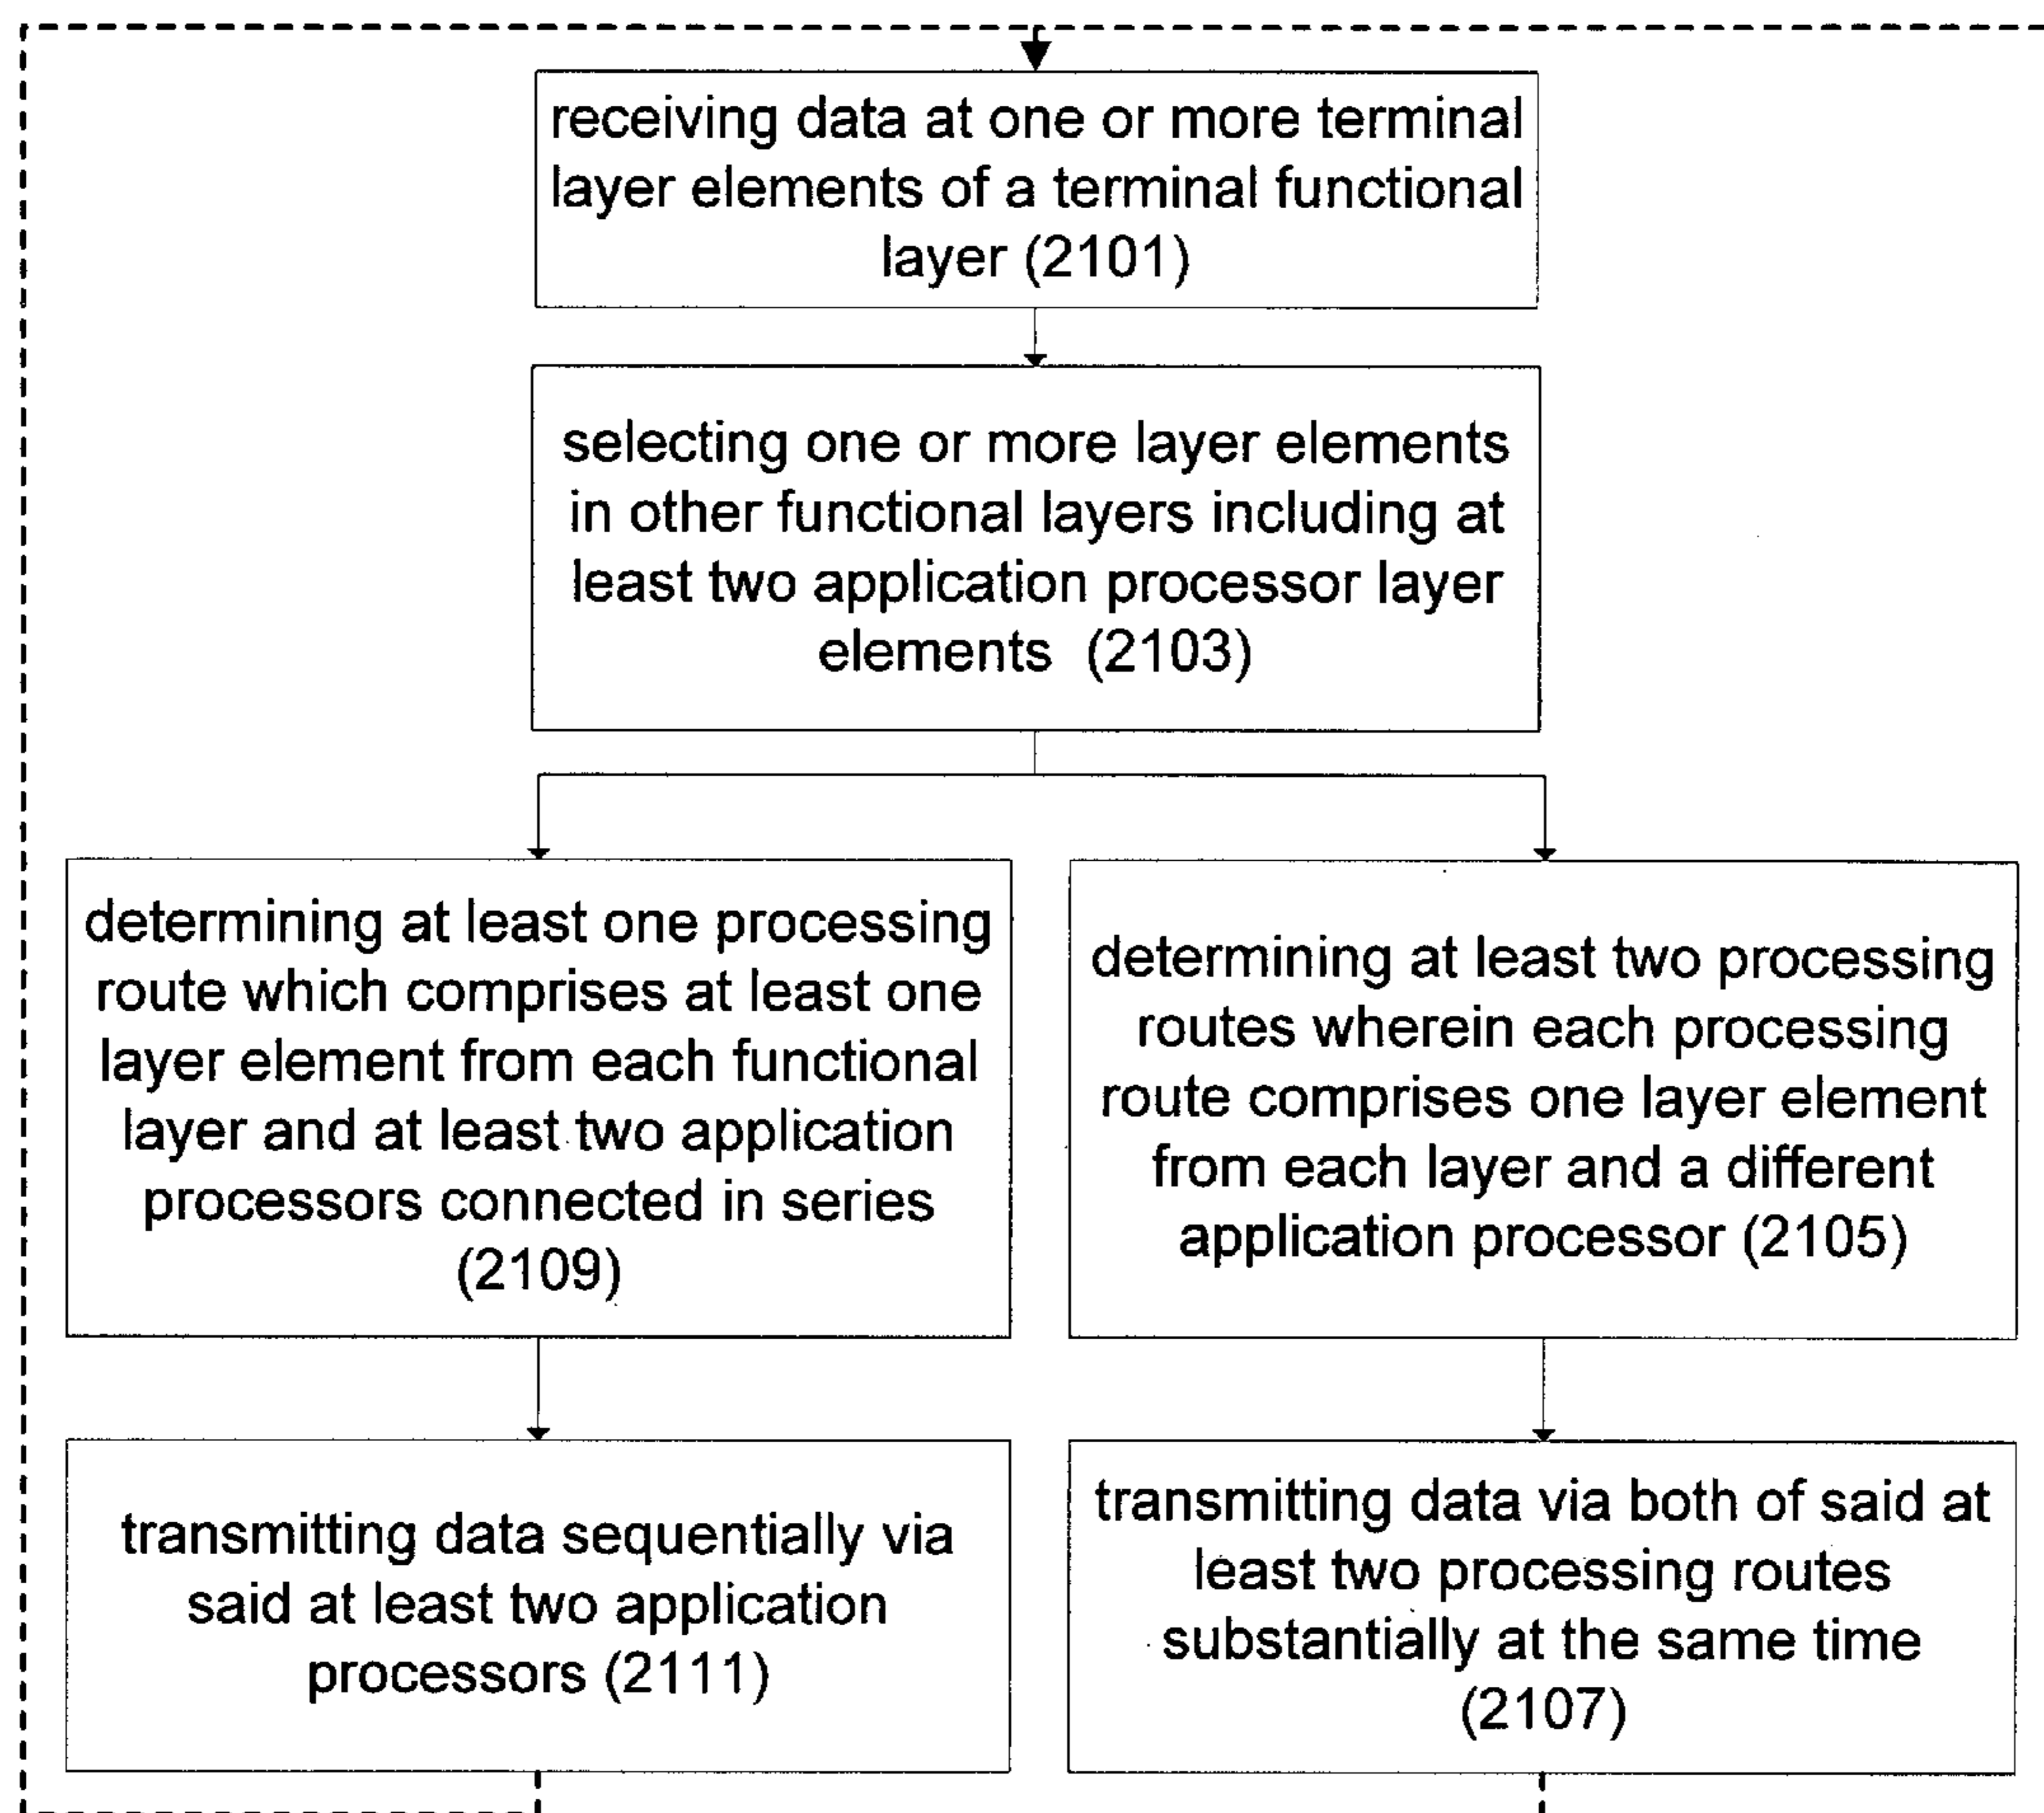 receiving data at one or more terminal
layer elements of a terminal functional
layer (2101)
selecting one or more layer elements
in other functional layers including at
least two application processor layer
elements (2103)
determining at least one processing
route which comprises at least one
layer element from each functional
layer and at least two application
processors connected in series
(2109)
determining at least two processing
routes wherein each processing
route comprises one layer element
from each layer and a different
application processor (2105)
transmitting data sequentially via
said at least two application
processors (2111)
transmitting data via both of said at
least two processing routes
substantially at the same time
(2107)